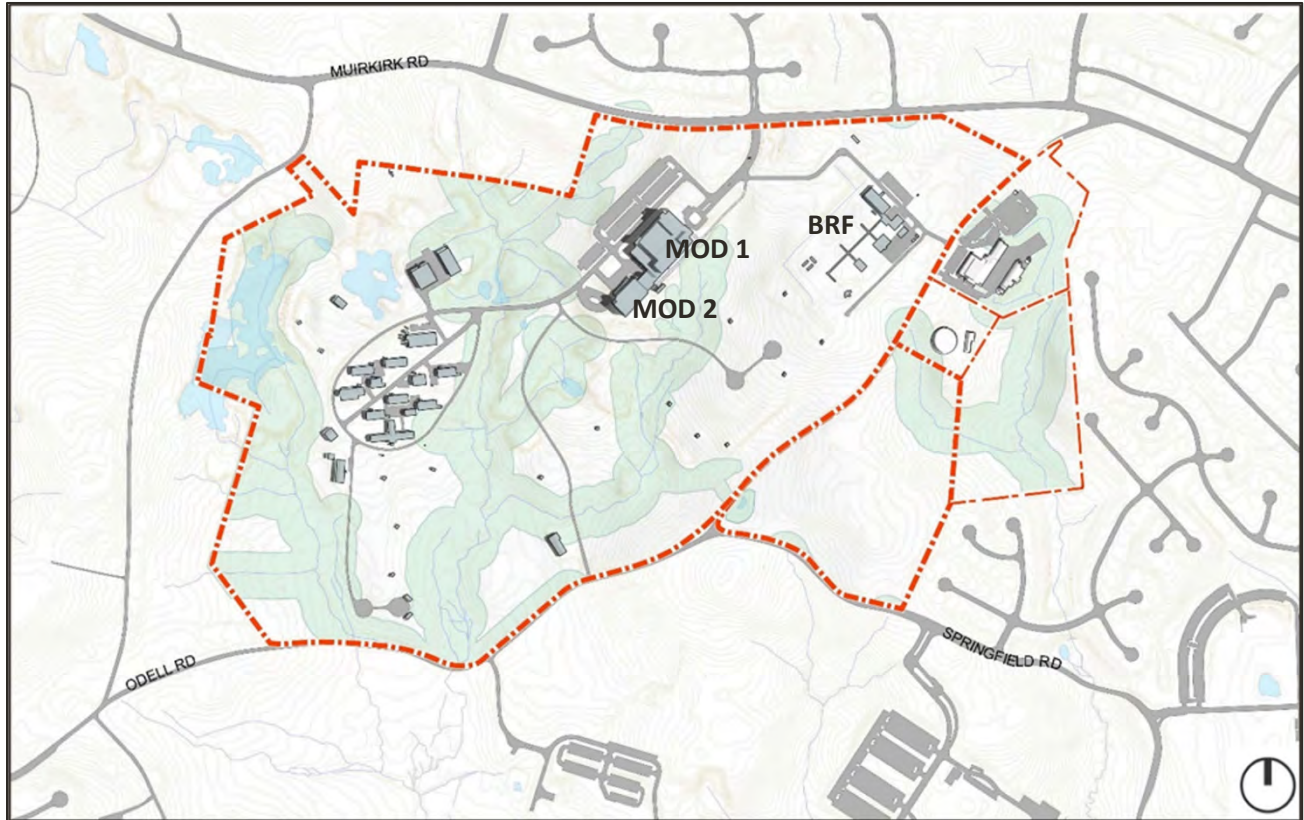 MUIRKIRK RD
BRF
MOD 1
MOD 2
SPRINGFIELD RD
ODELL RD